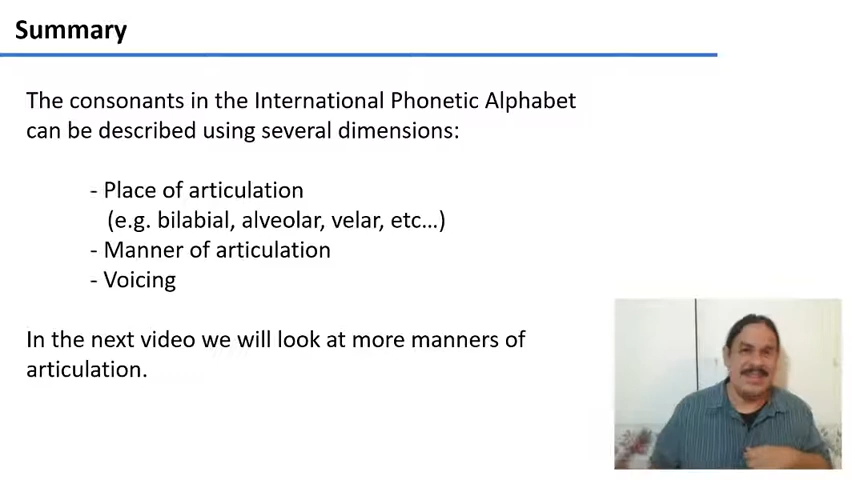 Summary
The consonants in the International Phonetic Alphabet
can be described using several dimensions:
- Place of articulation
(e.g. bilabial, alveolar, velar, etc...)
- Manner of articulation
- Voicing
In the next video we will look at more manners of
articulation.